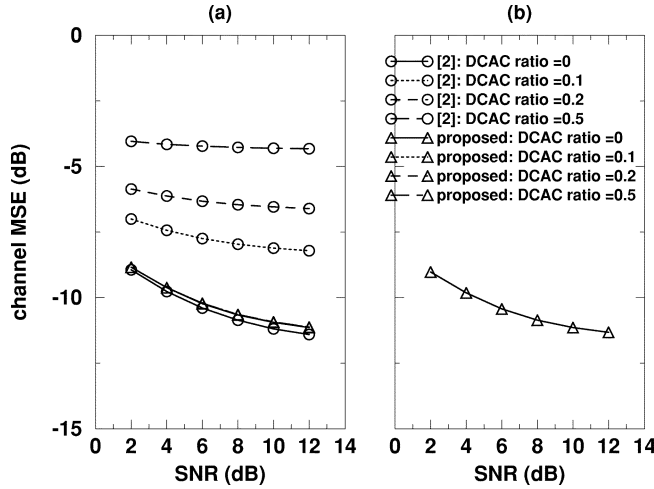 (a)
(b)
0
-5
-10
-15
channel MSE (dB)
0 2 4 6 8 10 12 14
SNR (dB)
[2]: DCAC ratio =0
[2]: DCAC ratio =0.1
[2]: DCAC ratio =0.2
[2]: DCAC ratio =0.5
proposed: DCAC ratio =0
proposed: DCAC ratio =0.1
proposed: DCAC ratio =0.2
proposed: DCAC ratio =0.5
0 2 4 6 8 10 12 14
SNR (dB)